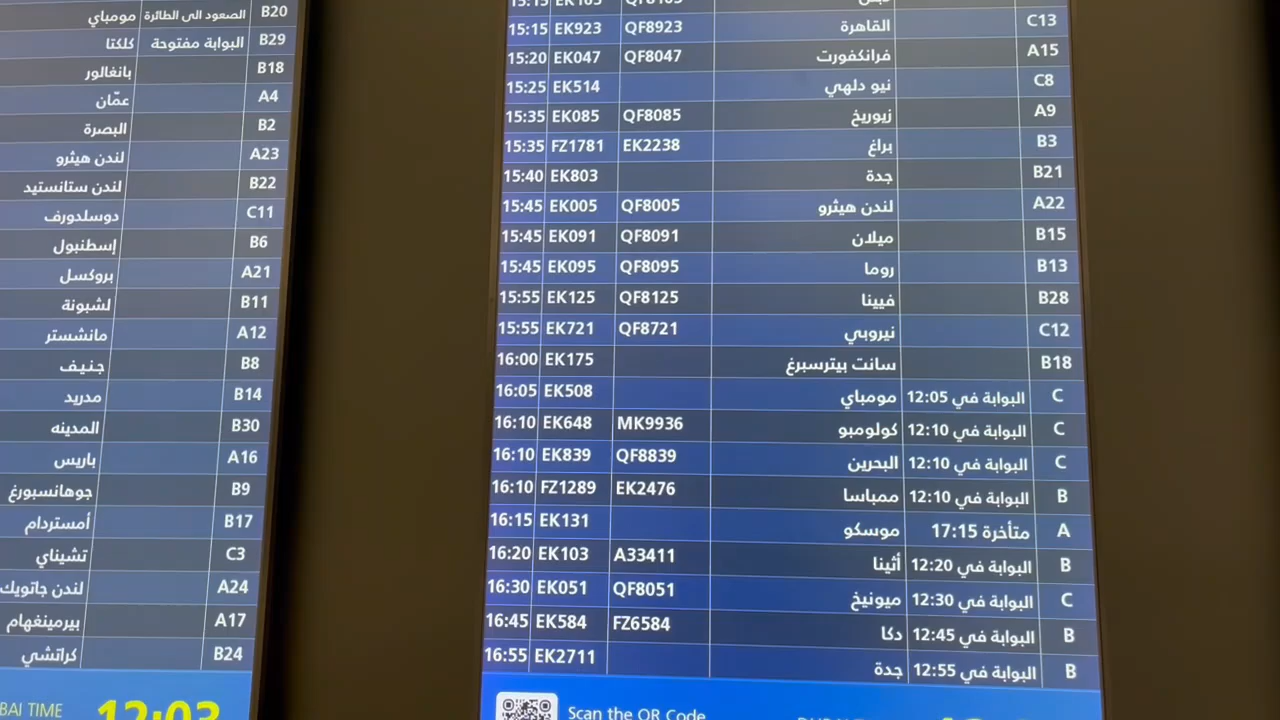 مومباي الصعود الى الطائرة B20
كلكتا البوابة مفتوحة B29
بانغالور B18
عمّان A4
البصرة B2
لندن هيثرو A23
لندن ستانستيد B22
دوسلدورف C11
إسطنبول B6
بروكسل A21
لشبونة B11
مانشستر A12
جنيف B8
مدريد B14
المدينه B30
باريس A16
جوهانسبورغ B9
أمستردام B17
تشيناي C3
لندن جاتويك A24
بيرمينغهام A17
كراتشي B24
BAI TIME 12:03
15:15 EK923 QF8923 القاهرة C13
15:20 EK047 QF8047 فرانكفورت A15
15:25 EK514 نيو دلهي C8
15:35 EK085 QF8085 زيوريخ A9
15:35 FZ1781 EK2238 براغ B3
15:40 EK803 جدة B21
15:45 EK005 QF8005 لندن هيثرو A22
15:45 EK091 QF8091 ميلان B15
15:45 EK095 QF8095 روما B13
15:55 EK125 QF8125 فيينا B28
15:55 EK721 QF8721 نيروبي C12
16:00 EK175 سانت بيترسبرغ B18
16:05 EK508 مومباي البوابة في 12:05 C
16:10 EK648 MK9936 كولومبو البوابة في 12:10 C
16:10 EK839 QF8839 البحرين البوابة في 12:10 C
16:10 FZ1289 EK2476 ممباسا البوابة في 12:10 B
16:15 EK131 موسكو متأخرة 17:15 A
16:20 EK103 A33411 أثينا البوابة في 12:20 B
16:30 EK051 QF8051 ميونيخ البوابة في 12:30 C
16:45 EK584 FZ6584 دكا البوابة في 12:45 B
16:55 EK2711 جدة البوابة في 12:55 B
Scan the QR Code